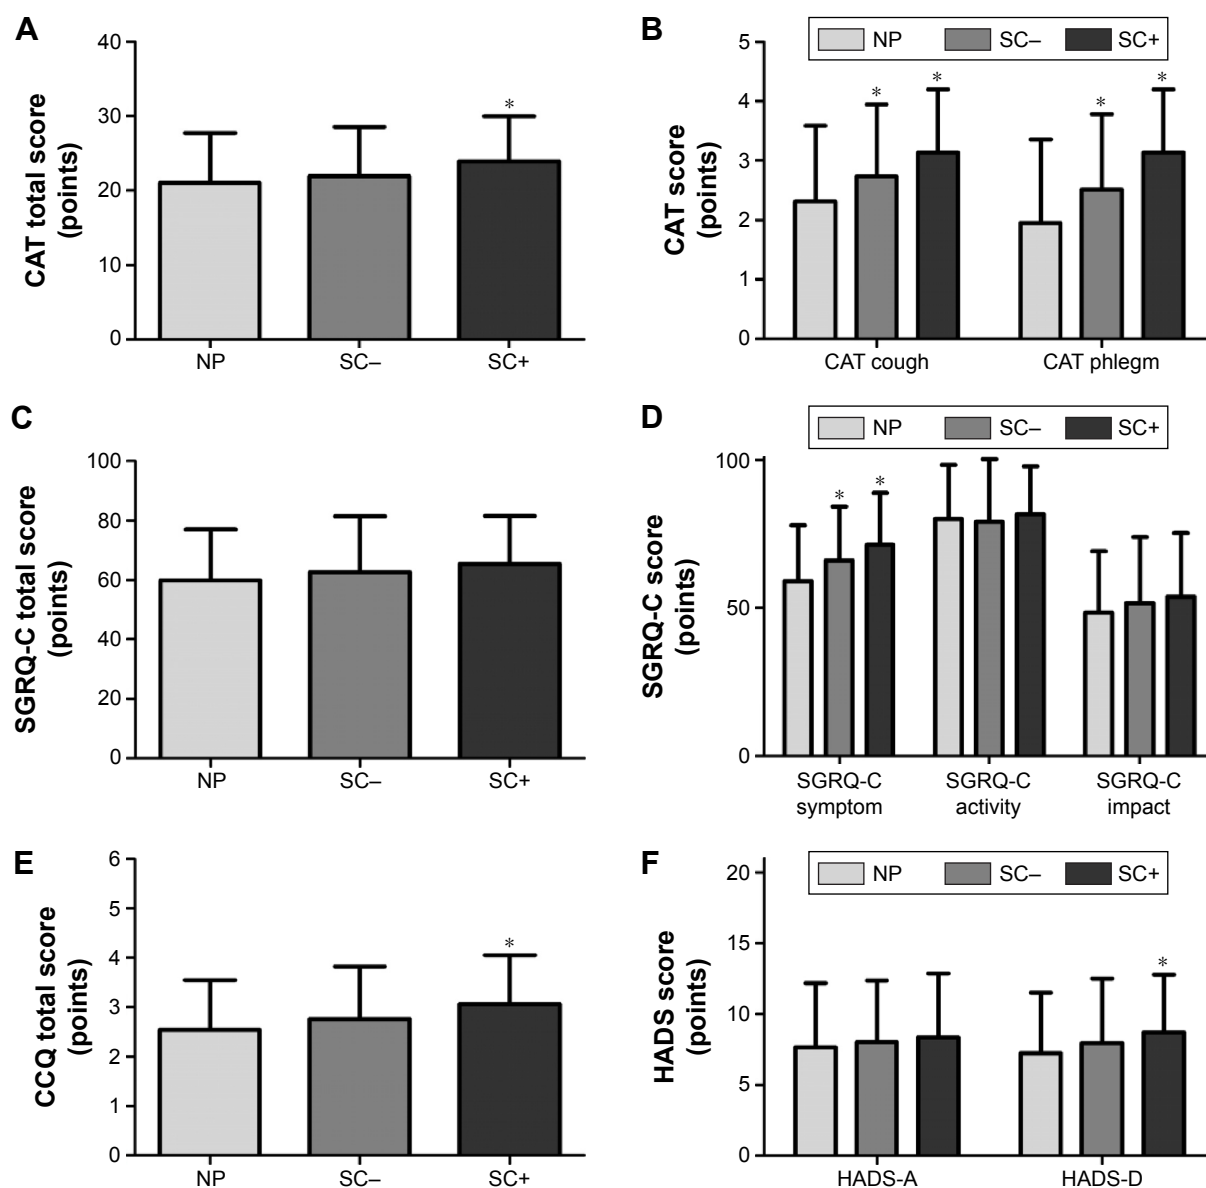 A
CAT total score
(points)
40
30
20
10
0
*
NP
SC–
SC+
B
CAT score
(points)
NP
SC–
SC+
5
4
3
2
1
0
*
*
*
*
CAT cough
CAT phlegm
C
SGRQ-C total score
(points)
100
80
60
40
20
0
NP
SC–
SC+
D
SGRQ-C score
(points)
NP
SC–
SC+
100
50
0
*
*
SGRQ-C
symptom
SGRQ-C
activity
SGRQ-C
impact
E
CCQ total score
(points)
6
5
4
3
2
1
0
*
NP
SC–
SC+
F
HADS score
(points)
NP
SC–
SC+
20
15
10
5
0
*
HADS-A
HADS-D